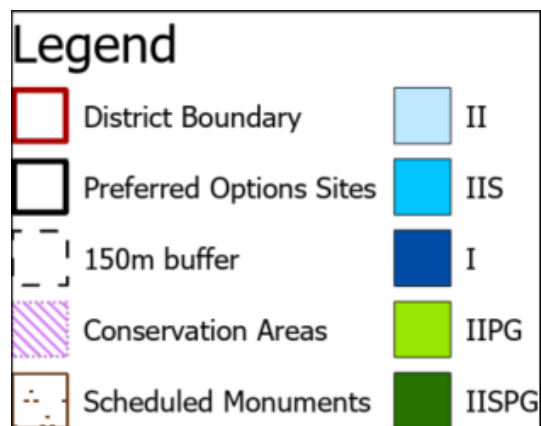 Legend
District Boundary
II
Preferred Options Sites
IIS
150m buffer
I
Conservation Areas
IIPG
Scheduled Monuments
IISPG